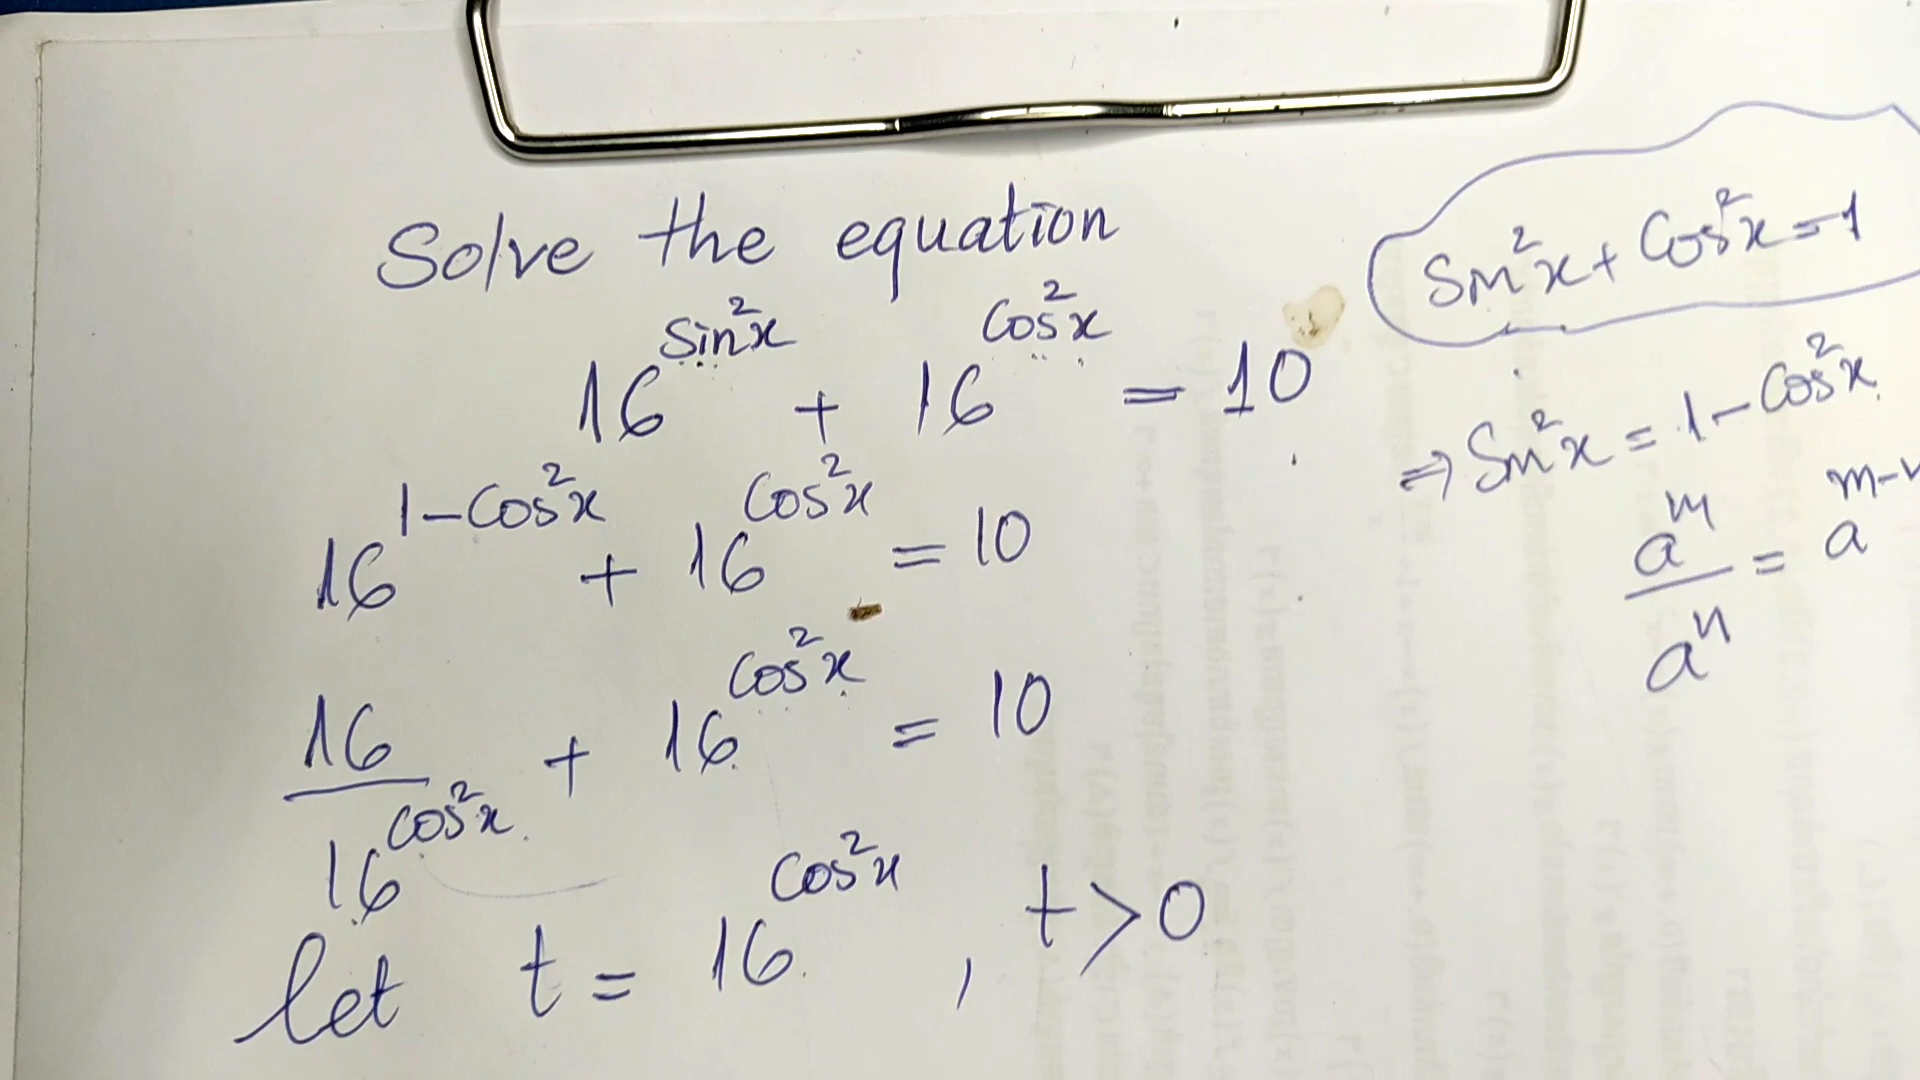 Solve the equation
16^sin²x + 16^cos²x = 10
16^1-cos²x + 16^cos²x = 10
16/16^cos²x + 16^cos²x = 10
let t = 16^cos²x , t > 0
Sin²x + Cos²x = 1
⇒ Sin²x = 1 - Cos²x
a^m/a^n = a^m-n